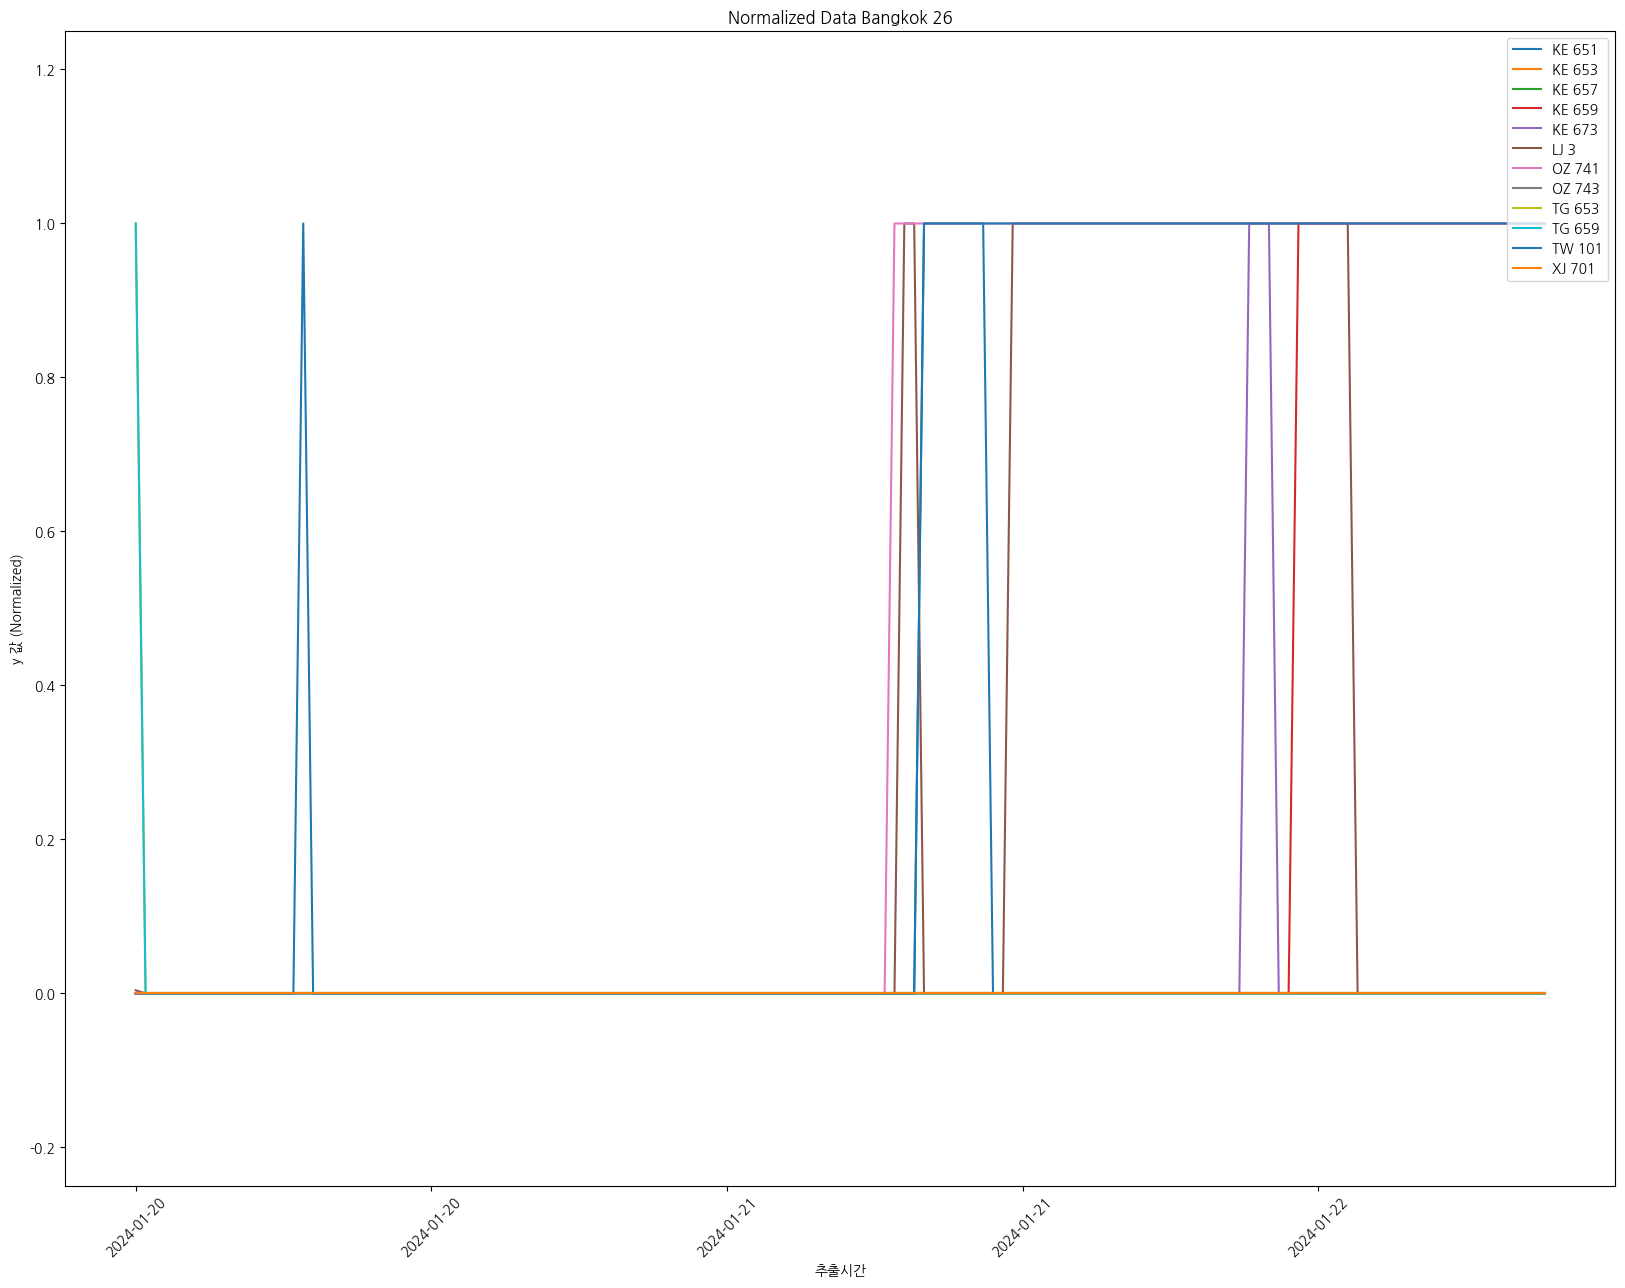 Normalized Data Bangkok 26
1.2
1.0
0.8
0.6
0.4
0.2
0.0
-0.2
y 값 (Normalized)
KE 651
KE 653
KE 657
KE 659
KE 673
LJ 3
OZ 741
OZ 743
TG 653
TG 659
TW 101
XJ 701
2024-01-20
2024-01-20
2024-01-21
2024-01-21
2024-01-22
추출시간